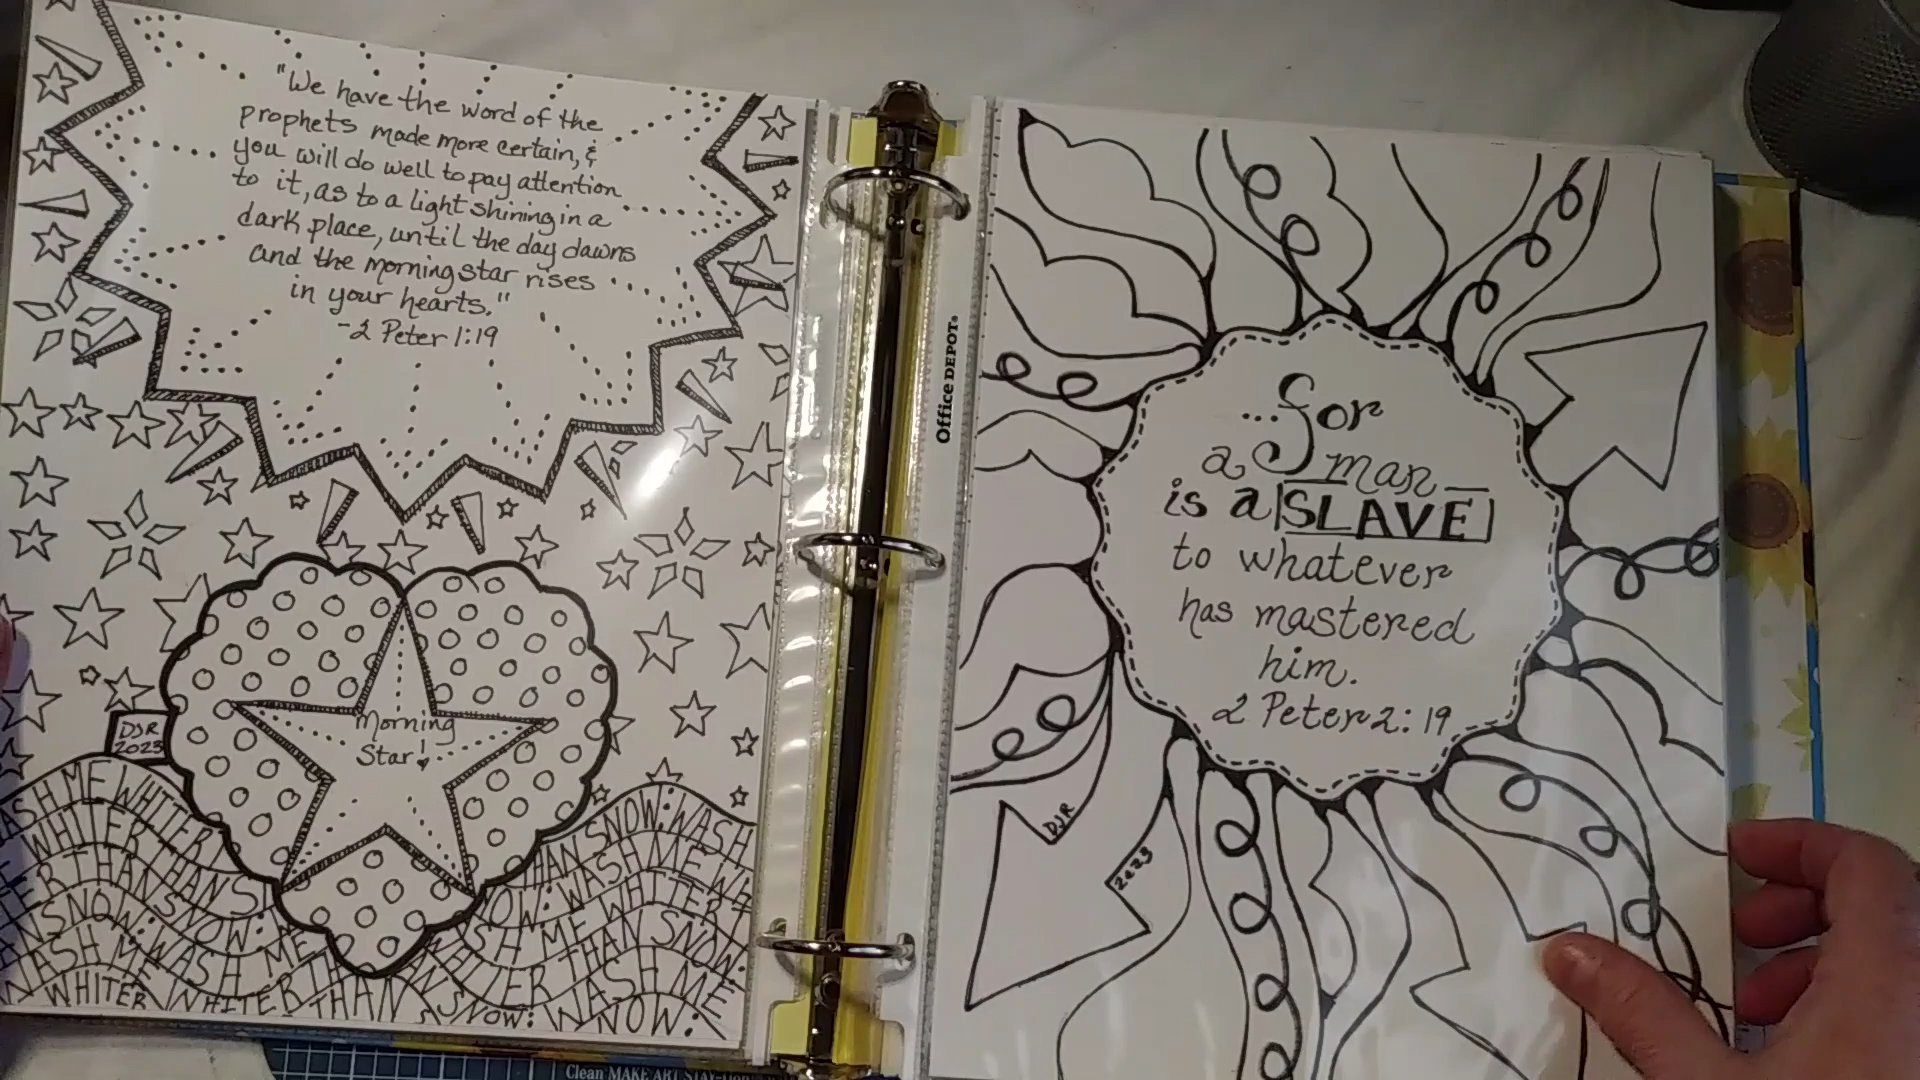 "We have the word of the
prophets made more certain, &
you will do well to pay attention
to it, as to a light shining in a
dark place, until the day dawns
and the morning star rises
in your hearts."
-2 Peter 1:19
Morning
Star!
DJR
2023
WASH ME WHITER
WHITER THAN SNOW: WASH
THAN SNOW: WASH ME
SNOW: WASH ME WHITER
WASH ME WHITER THAN SNOW:
WHITER WHITER THAN SNOW: WASH ME
SNOW:
Office DEPOT®
...for
a man
is a SLAVE
to whatever
has mastered
him.
2 Peter 2:19
DJR
2023
Clean MAKE ART STAY-